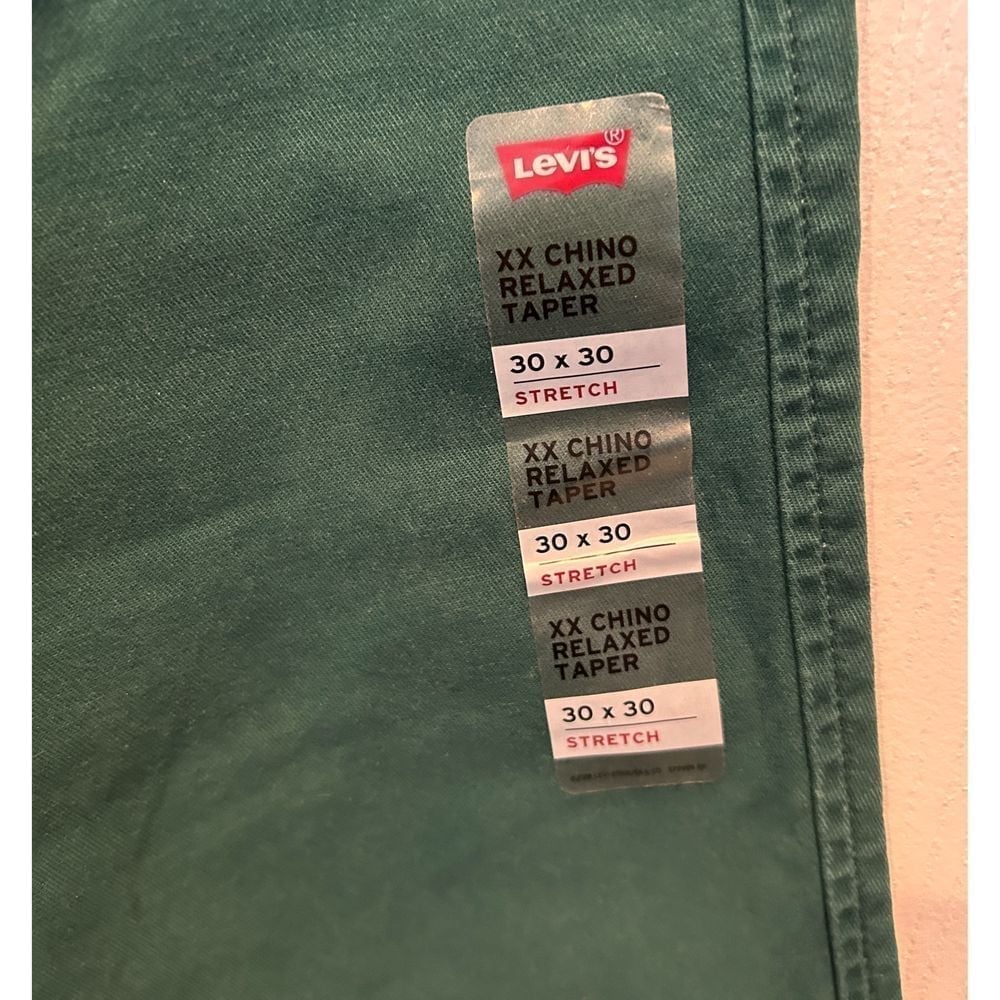 LEVI'S ®
XX CHINO
RELAXED
TAPER
30 x 30
STRETCH
XX CHINO
RELAXED
TAPER
30 x 30
STRETCH
XX CHINO
RELAXED
TAPER
30 x 30
STRETCH